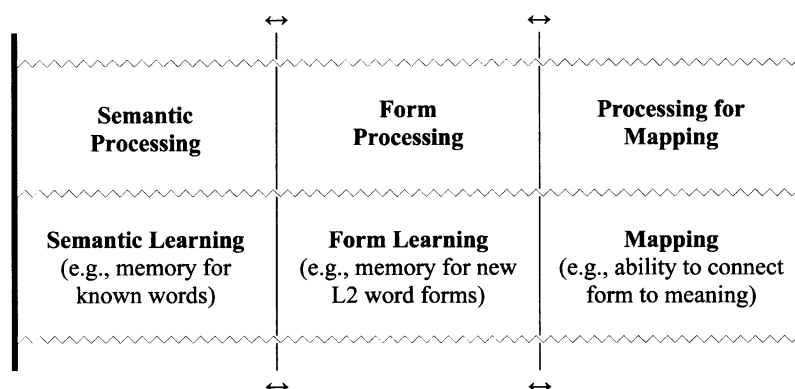 Semantic
Processing
Form
Processing
Processing for
Mapping
Semantic Learning
(e.g., memory for
known words)
Form Learning
(e.g., memory for new
L2 word forms)
Mapping
(e.g., ability to connect
form to meaning)